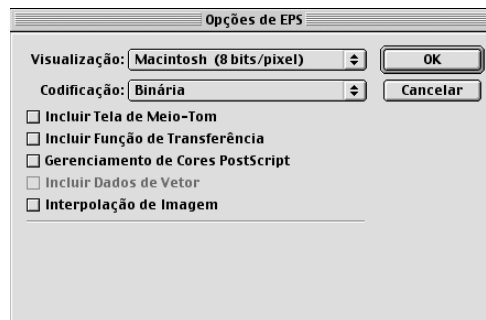 Opções de EPS
Visualização: Macintosh (8 bits/pixel) OK
Codificação: Binária Cancelar
Incluir Tela de Meio-Tom
Incluir Função de Transferência
Gerenciamento de Cores PostScript
Incluir Dados de Vetor
Interpolação de Imagem